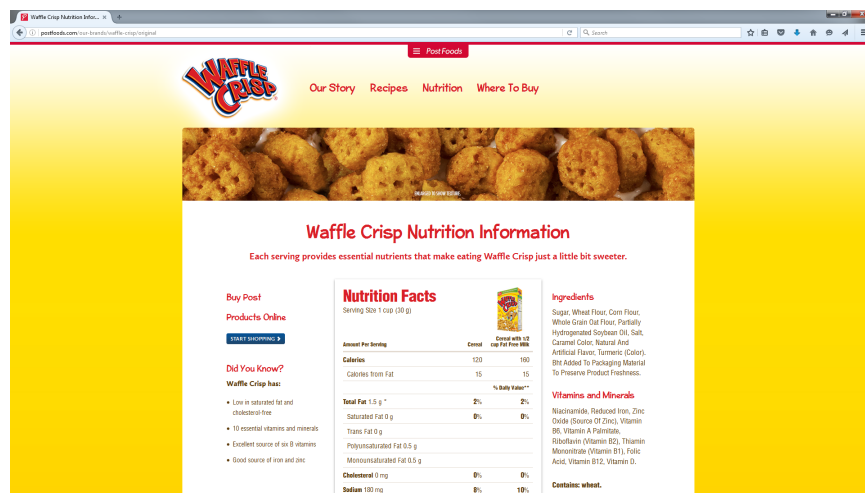 Waffle Crisp Nutrition Infor...
postfoods.com/our-brands/waffle-crisp/original
Search
Post Foods
WAFFLE
CRISP
Our Story Recipes Nutrition Where To Buy
ENLARGED TO SHOW TEXTURE.
Waffle Crisp Nutrition Information
Each serving provides essential nutrients that make eating Waffle Crisp just a little bit sweeter.
Buy Post
Products Online
START SHOPPING
Did You Know?
Waffle Crisp has:
• Low in saturated fat and
cholesterol-free
• 10 essential vitamins and minerals
• Excellent source of six B vitamins
• Good source of iron and zinc
Nutrition Facts
Serving Size 1 cup (30 g)
Amount Per Serving Cereal Cereal with 1/2
cup Fat Free Milk
Calories 120 160
Calories from Fat 15 15
% Daily Value**
Total Fat 1.5 g * 2% 2%
Saturated Fat 0 g 0% 0%
Trans Fat 0 g
Polyunsaturated Fat 0.5 g
Monounsaturated Fat 0.5 g
Cholesterol 0 mg 0% 0%
Sodium 180 mg 8% 10%
Ingredients
Sugar, Wheat Flour, Corn Flour,
Whole Grain Oat Flour, Partially
Hydrogenated Soybean Oil, Salt,
Caramel Color, Natural And
Artificial Flavor, Turmeric (Color).
Bht Added To Packaging Material
To Preserve Product Freshness.
Vitamins and Minerals
Niacinamide, Reduced Iron, Zinc
Oxide (Source Of Zinc), Vitamin
B6, Vitamin A Palmitate,
Riboflavin (Vitamin B2), Thiamin
Mononitrate (Vitamin B1), Folic
Acid, Vitamin B12, Vitamin D.
Contains: wheat.